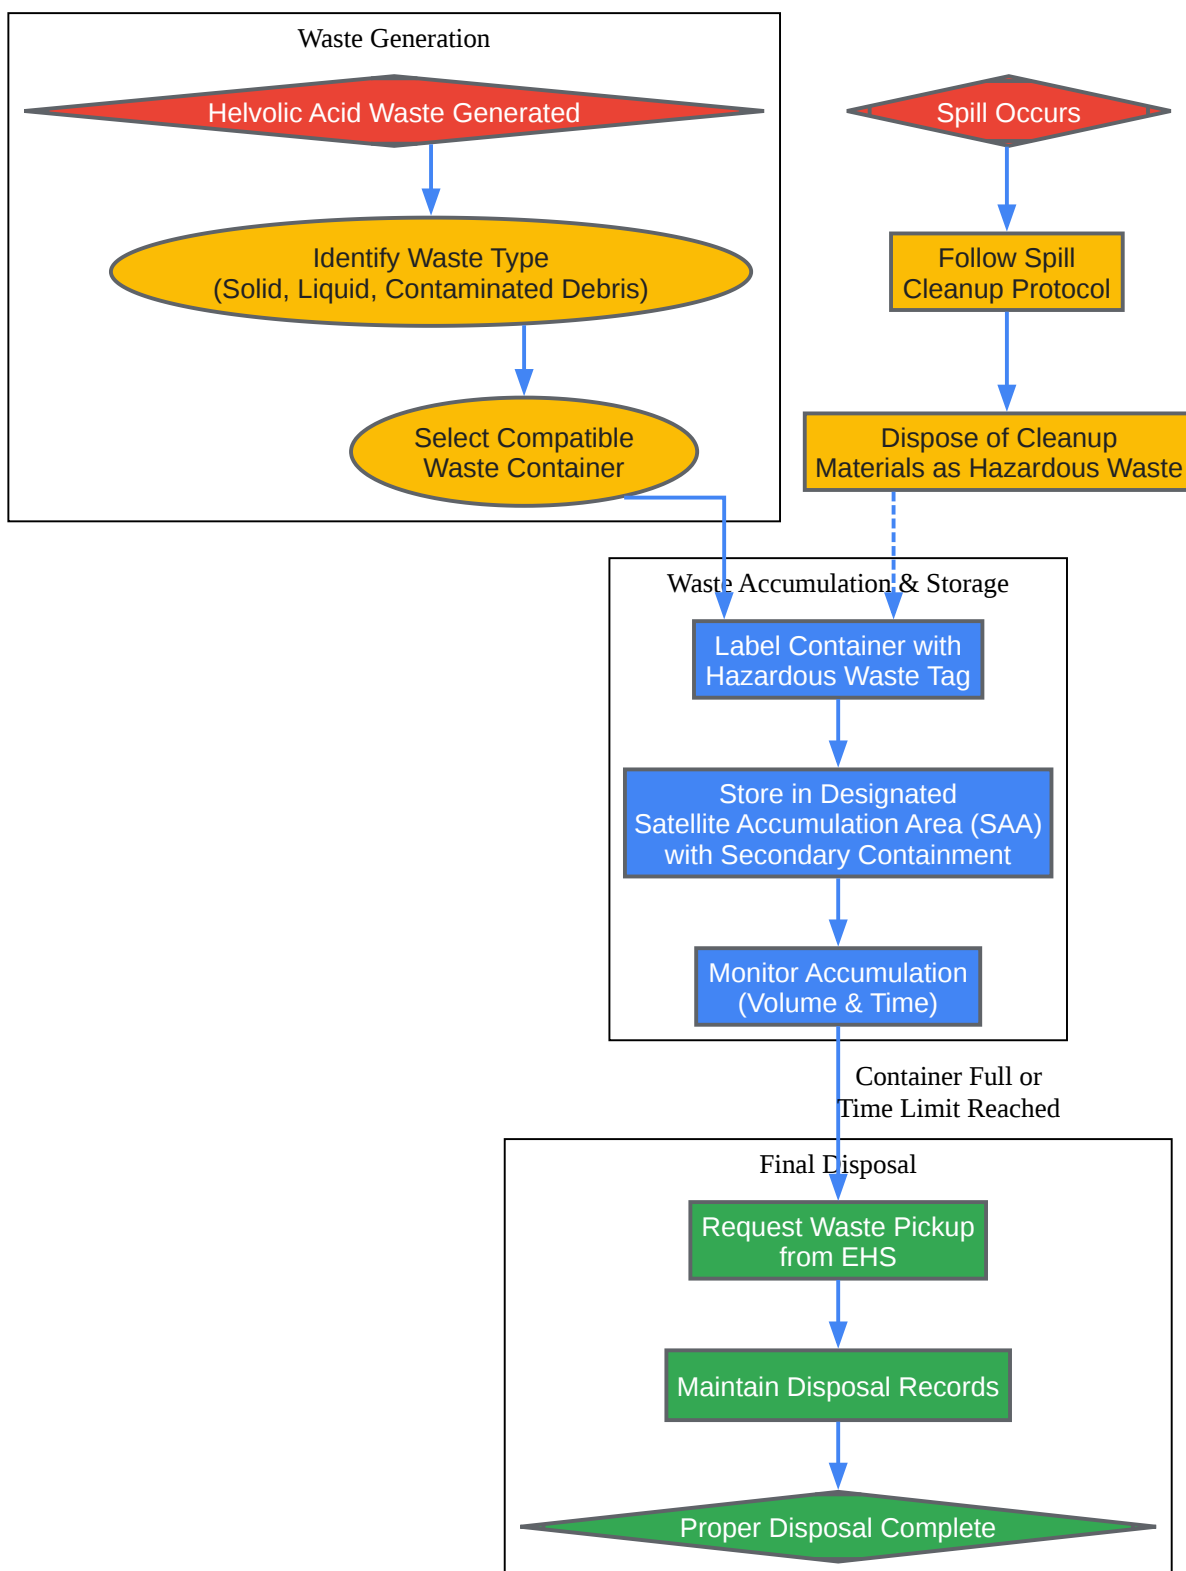 Waste Generation
Helvolic Acid Waste Generated
Identify Waste Type
(Solid, Liquid, Contaminated Debris)
Select Compatible
Waste Container
Spill Occurs
Follow Spill
Cleanup Protocol
Dispose of Cleanup
Materials as Hazardous Waste
Waste Accumulation & Storage
Label Container with
Hazardous Waste Tag
Store in Designated
Satellite Accumulation Area (SAA)
with Secondary Containment
Monitor Accumulation
(Volume & Time)
Container Full or
Time Limit Reached
Final Disposal
Request Waste Pickup
from EHS
Maintain Disposal Records
Proper Disposal Complete